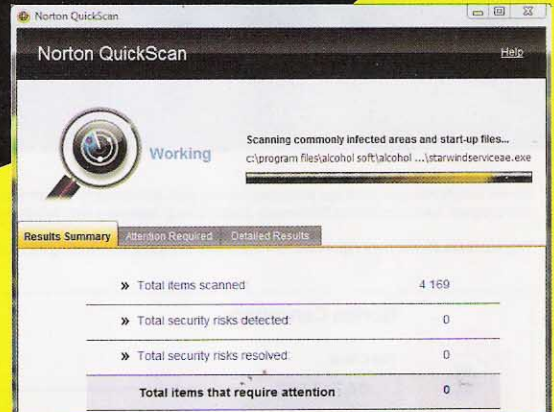 Norton QuickScan
Norton QuickScan
Help
Working
Scanning commonly infected areas and start-up files...
c:\program files\alcohol soft\alcohol ...\starwindserviceae.exe
Results Summary
Attention Required
Detailed Results
» Total items scanned 4 169
» Total security risks detected: 0
» Total security risks resolved: 0
Total items that require attention 0